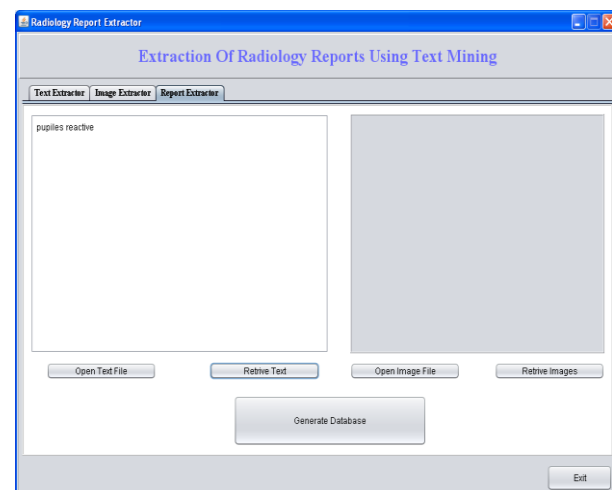 Radiology Report Extractor
Extraction Of Radiology Reports Using Text Mining
Text Extractor Image Extractor Report Extractor
pupiles reactive
Open Text File Retrive Text Open Image File Retrive Images
Generate Database
Exit